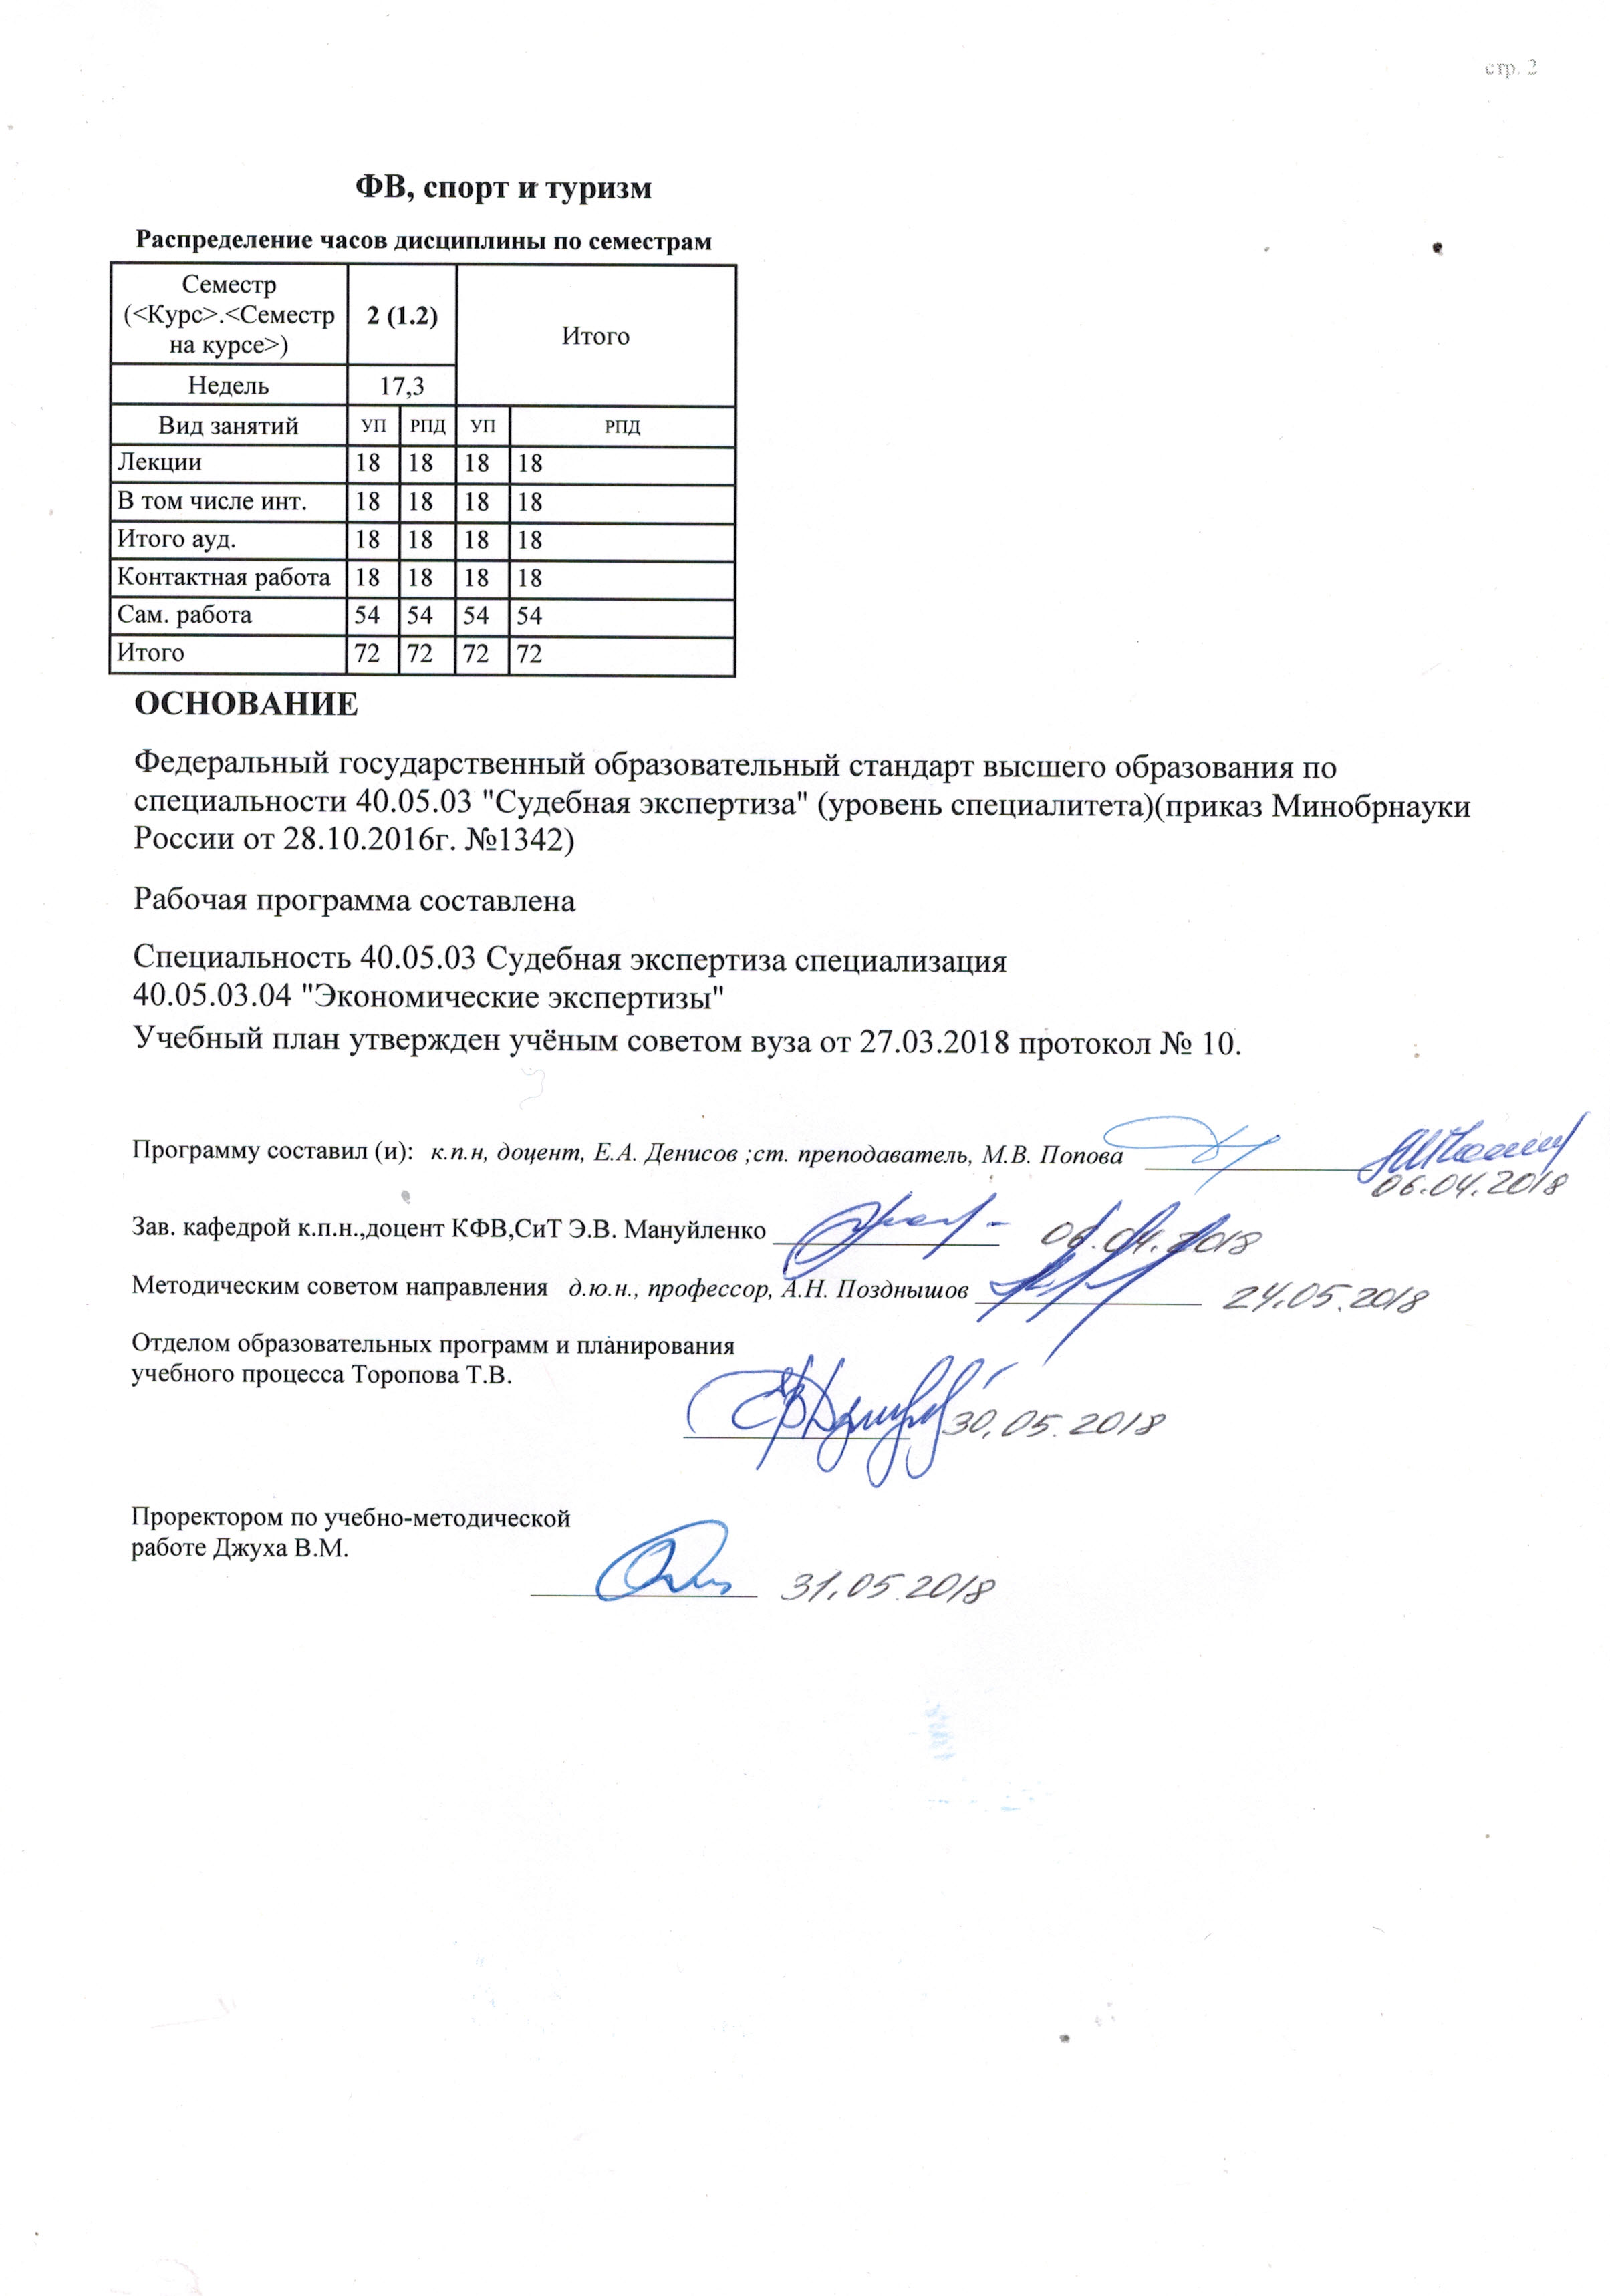 стр. 2
ФВ, спорт и туризм
Распределение часов дисциплины по семестрам
Семестр
(<Курс>.<Семестр
на курсе>)
2 (1.2)
Итого
Недель 17,3
Вид занятий УП РПД УП РПД
Лекции 18 18 18 18
В том числе инт. 18 18 18 18
Итого ауд. 18 18 18 18
Контактная работа 18 18 18 18
Сам. работа 54 54 54 54
Итого 72 72 72 72
ОСНОВАНИЕ
Федеральный государственный образовательный стандарт высшего образования по
специальности 40.05.03 "Судебная экспертиза" (уровень специалитета)(приказ Минобрнауки
России от 28.10.2016г. №1342)
Рабочая программа составлена
Специальность 40.05.03 Судебная экспертиза специализация
40.05.03.04 "Экономические экспертизы"
Учебный план утвержден учёным советом вуза от 27.03.2018 протокол № 10.
Программу составил (и): к.п.н, доцент, Е.А. Денисов ;ст. преподаватель, М.В. Попова
06.04.2018
Зав. кафедрой к.п.н.,доцент КФВ,СиТ Э.В. Мануйленко 06.04.2018
Методическим советом направления д.ю.н., профессор, А.Н. Позднышов 24.05.2018
Отделом образовательных программ и планирования
учебного процесса Торопова Т.В.
30.05.2018
Проректором по учебно-методической
работе Джуха В.М.
31.05.2018